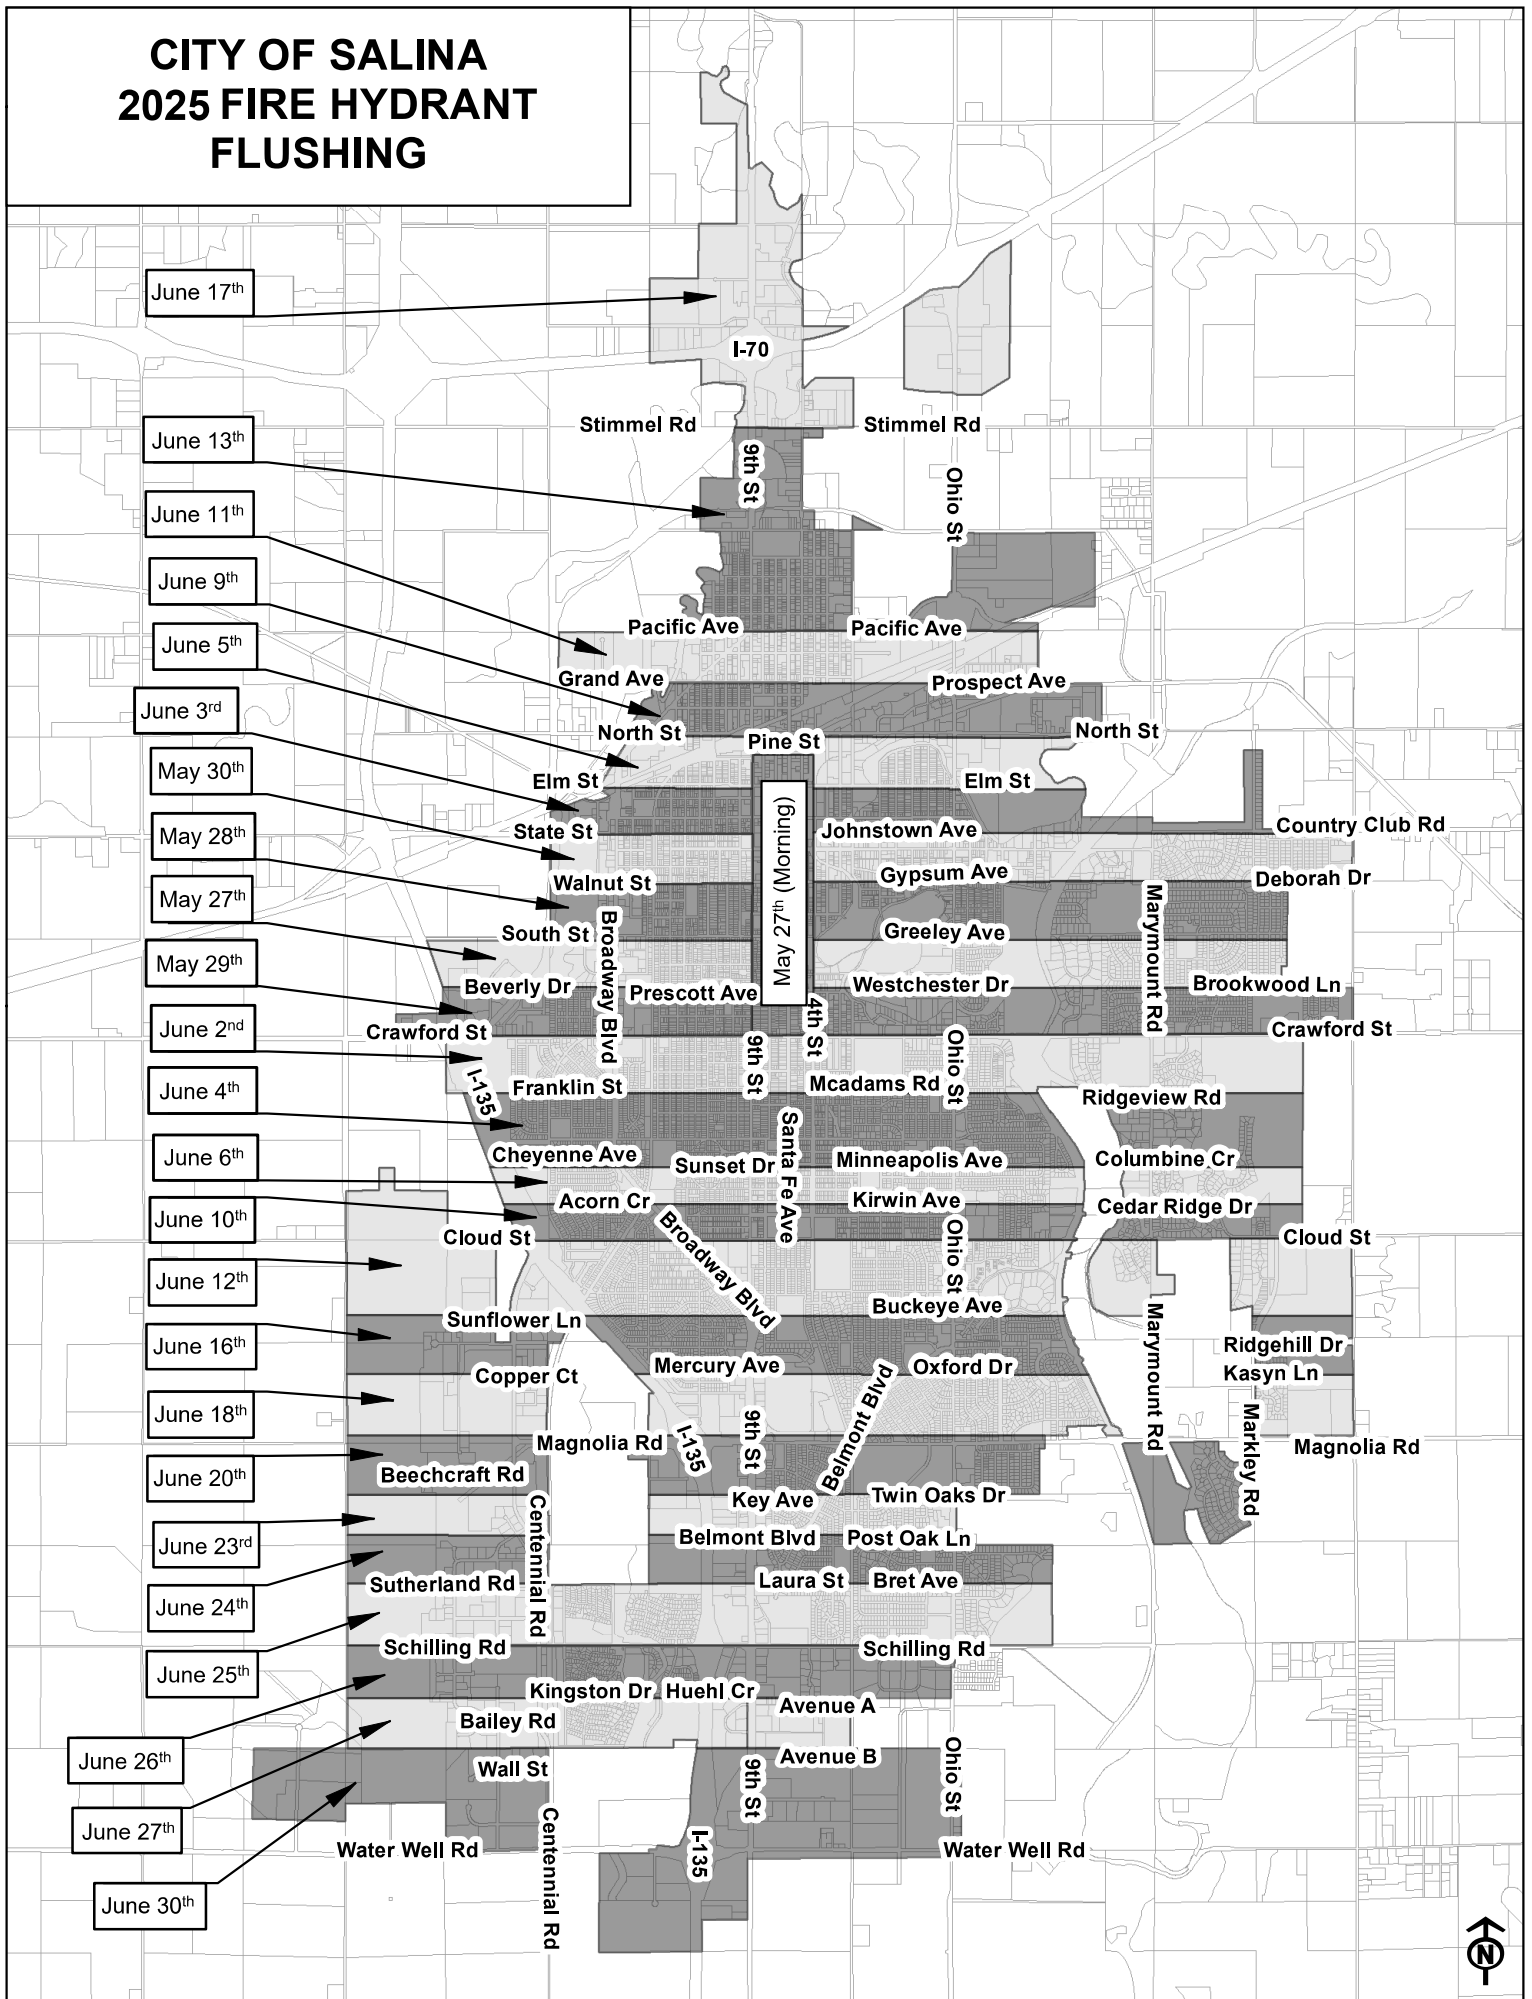 CITY OF SALINA
2025 FIRE HYDRANT
FLUSHING
June 17th
I-70
Stimmel Rd
Stimmel Rd
June 13th
9th St
Ohio St
June 11th
June 9th
Pacific Ave
Pacific Ave
June 5th
Grand Ave
Prospect Ave
June 3rd
North St
Pine St
North St
May 30th
Elm St
Elm St
State St
Johnstown Ave
Country Club Rd
May 28th
Walnut St
Gypsum Ave
Deborah Dr
May 27th
May 27th (Morning)
South St
Broadway Blvd
Greeley Ave
Marymount Rd
May 29th
Beverly Dr
Prescott Ave
Westchester Dr
Brookwood Ln
June 2nd
Crawford St
4th St
Crawford St
9th St
Ohio St
June 4th
I-135
Franklin St
Mcadams Rd
Ridgeview Rd
June 6th
Cheyenne Ave
Sunset Dr
Santa Fe Ave
Minneapolis Ave
Columbine Cr
June 10th
Acorn Cr
Kirwin Ave
Cedar Ridge Dr
Cloud St
Broadway Blvd
Ohio St
Cloud St
June 12th
Buckeye Ave
Sunflower Ln
Marymount Rd
June 16th
Ridgehill Dr
Mercury Ave
Oxford Dr
Copper Ct
Kasyn Ln
June 18th
Belmont Blvd
Markley Rd
I-135
9th St
Magnolia Rd
Magnolia Rd
June 20th
Beechcraft Rd
Key Ave
Twin Oaks Dr
June 23rd
Centennial Rd
Belmont Blvd
Post Oak Ln
June 24th
Sutherland Rd
Laura St
Bret Ave
June 25th
Schilling Rd
Schilling Rd
Kingston Dr
Huehl Cr
Avenue A
Bailey Rd
June 26th
Wall St
Avenue B
9th St
Ohio St
June 27th
Water Well Rd
Centennial Rd
I-135
Water Well Rd
June 30th
N